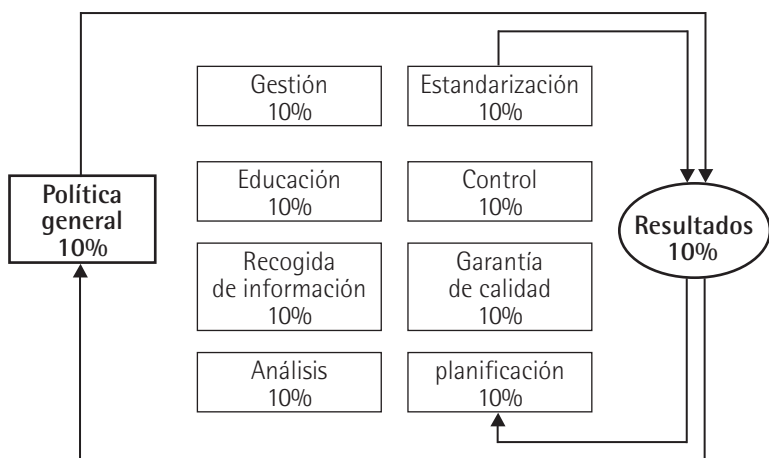 Gestión
10%
Estandarización
10%
Educación
10%
Control
10%
Política
general
10%
Resultados
10%
Recogida
de información
10%
Garantía
de calidad
10%
Análisis
10%
planificación
10%